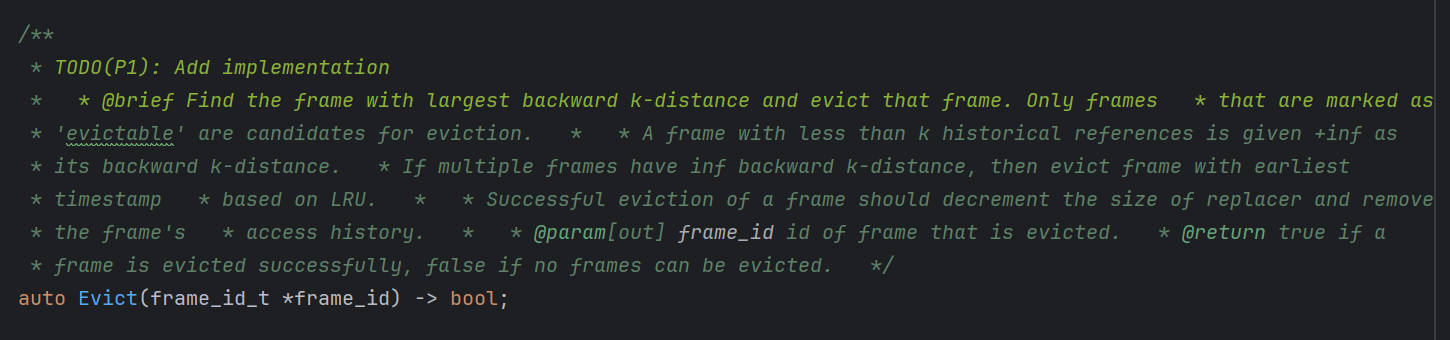 /**
* TODO(P1): Add implementation
*   * @brief Find the frame with largest backward k-distance and evict that frame. Only frames   * that are marked as
* 'evictable' are candidates for eviction.   *   * A frame with less than k historical references is given +inf as
* its backward k-distance.   * If multiple frames have inf backward k-distance, then evict frame with earliest
* timestamp   * based on LRU.   *   * Successful eviction of a frame should decrement the size of replacer and remove
* the frame's   * access history.   *   * @param[out] frame_id id of frame that is evicted.   * @return true if a
* frame is evicted successfully, false if no frames can be evicted.   */
auto Evict(frame_id_t *frame_id) -> bool;